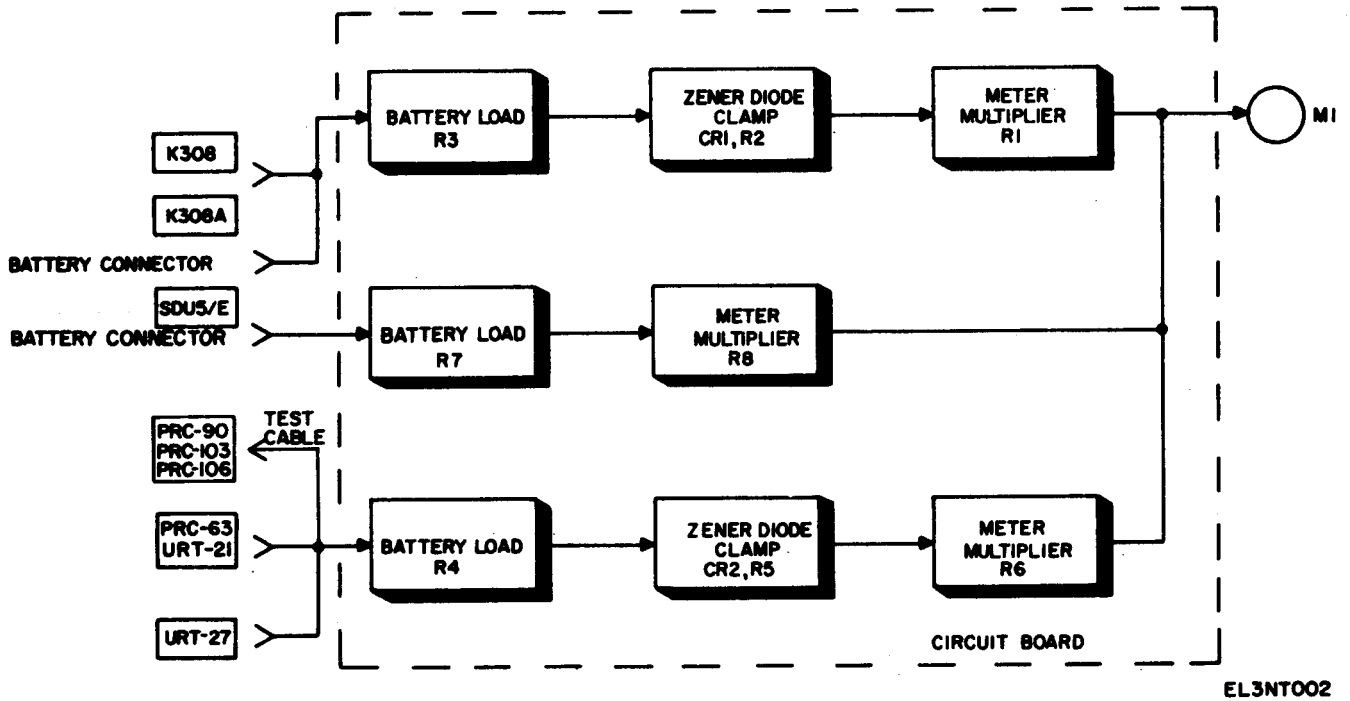 BATTERY LOAD
R3
ZENER DIODE
CLAMP
CR1, R2
METER
MULTIPLIER
R1
M1
K308
K308A
BATTERY CONNECTOR
SDU5/E
BATTERY CONNECTOR
BATTERY LOAD
R7
METER
MULTIPLIER
R8
PRC-90
PRC-103
PRC-106
TEST
CABLE
PRC-63
URT-21
BATTERY LOAD
R4
ZENER DIODE
CLAMP
CR2, R5
METER
MULTIPLIER
R6
URT-27
CIRCUIT BOARD
EL3NT002